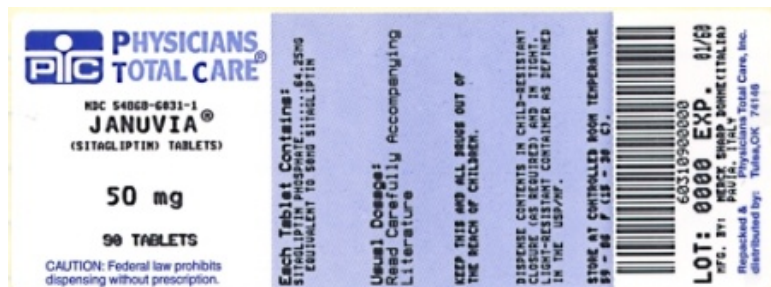 PTC PHYSICIANS
TOTAL CARE®
NDC 54868-6031-1
JANUVIA®
(SITAGLIPTIN) TABLETS)
50 mg
90 TABLETS
CAUTION: Federal law prohibits
dispensing without prescription.
Each Tablet Contains:
SITAGLIPTIN PHOSPHATE......64.25MG
EQUIVALENT TO 50MG SITAGLIPTIN
Usual Dosage:
Read Carefully Accompanying
Literature
KEEP THIS AND ALL DRUGS OUT OF
THE REACH OF CHILDREN.
DISPENSE CONTENTS IN CHILD-RESISTANT
CLOSURE (AS REQUIRED) AND IN TIGHT,
LIGHT-RESISTANT CONTAINER AS DEFINED
IN THE USP/NF.
STORE AT CONTROLLED ROOM TEMPERATURE
59 - 86 F (15 - 30 C).
60310900000
LOT: 0000 EXP. 01/60
MFG. BY: MERCK SHARP DOHME(ITALIA)
PAVIA, ITALY
Repacked & Physicians Total Care, Inc.
distributed by: Tulsa,OK 74146